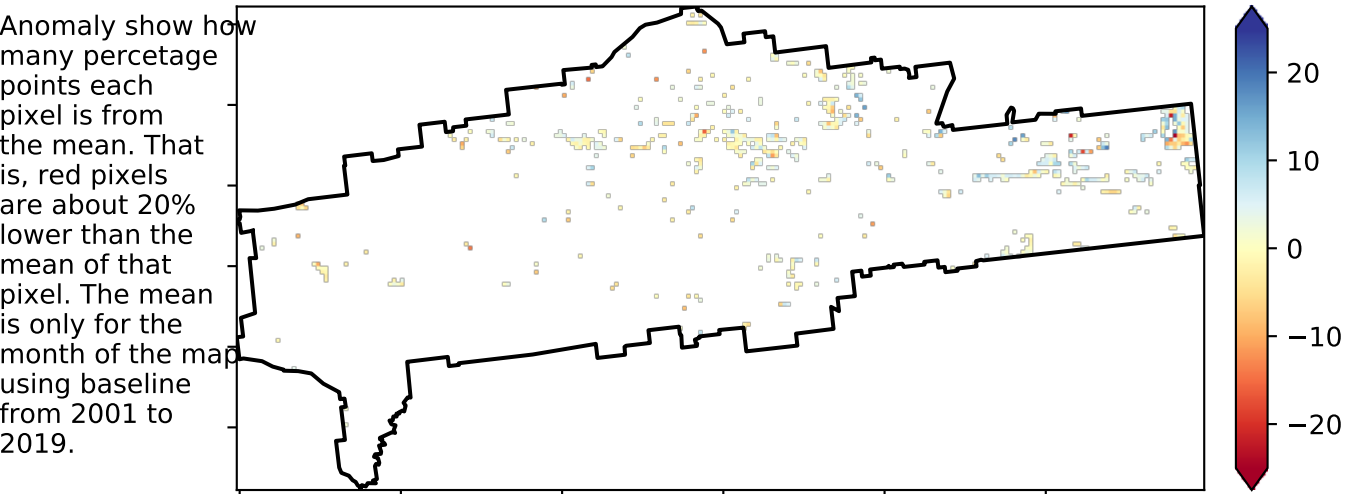 Anomaly show how
many percetage
points each
pixel is from
the mean. That
is, red pixels
are about 20%
lower than the
mean of that
pixel. The mean
is only for the
month of the map
using baseline
from 2001 to
2019.
20
10
0
−10
−20